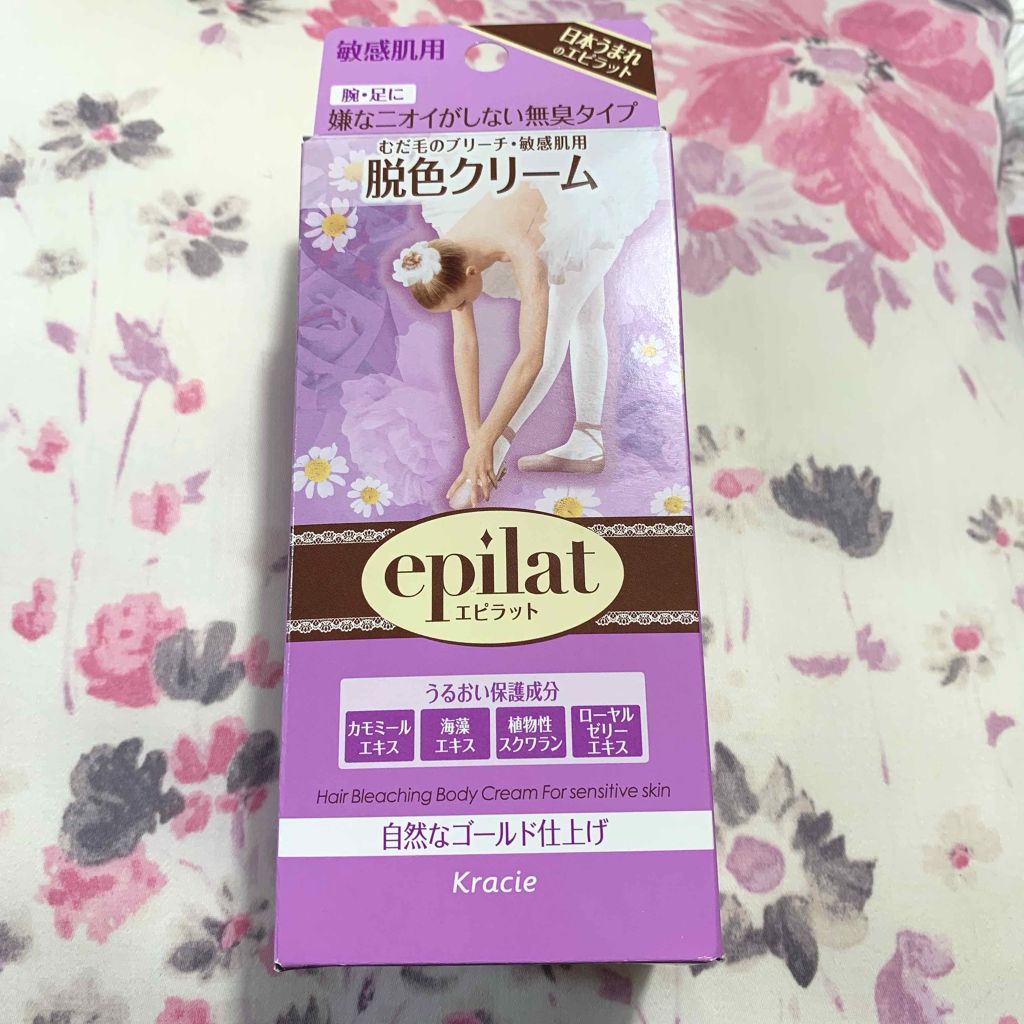 敏感肌用
日本うまれ
のエピラット
腕・足に
嫌なニオイがしない無臭タイプ
むだ毛のブリーチ・敏感肌用
脱色クリーム
epilat
エピラット
うるおい保護成分
カモミール
エキス
海藻
エキス
植物性
スクワラン
ローヤル
ゼリー
エキス
Hair Bleaching Body Cream For sensitive skin
自然なゴールド仕上げ
Kracie